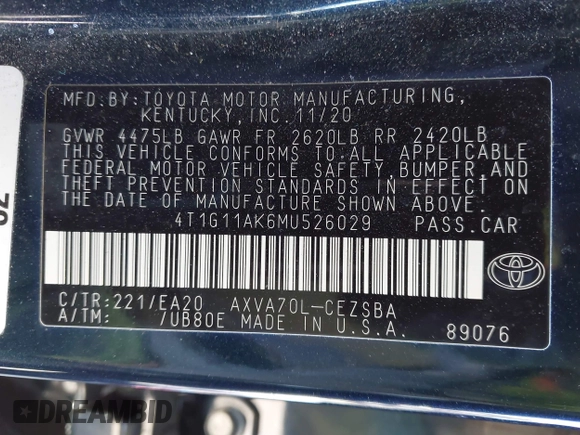 MFD.BY:TOYOTA MOTOR MANUFACTURING,
KENTUCKY,INC.11/20
GVWR 4475LB GAWR FR 2620LB RR 2420LB
THIS VEHICLE CONFORMS TO ALL APPLICABLE
FEDERAL MOTOR VEHICLE SAFETY,BUMPER,AND
THEFT PREVENTION STANDARDS IN EFFECT ON
THE DATE OF MANUFACTURE SHOWN ABOVE.
4T1G11AK6MU526029 PASS.CAR
C/TR:221/EA20 AXVA70L-CEZSBA
A/TM: /UB80E MADE IN U.S.A. 89076
DREAMBID